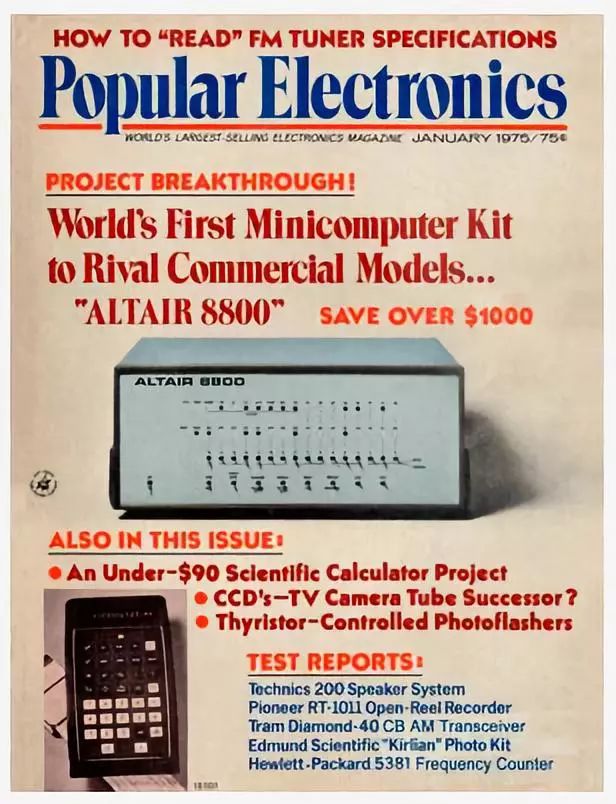 HOW TO “READ” FM TUNER SPECIFICATIONS
Popular Electronics
WORLD'S LARGEST-SELLING ELECTRONICS MAGAZINE JANUARY 1975/75¢
PROJECT BREAKTHROUGH!
World's First Minicomputer Kit
to Rival Commercial Models...
"ALTAIR 8800" SAVE OVER $1000
ALTAIR 8800
ALSO IN THIS ISSUE:
● An Under-$90 Scientific Calculator Project
● CCD's—TV Camera Tube Successor?
● Thyristor-Controlled Photoflashers
TEST REPORTS:
Technics 200 Speaker System
Pioneer RT-1011 Open-Reel Recorder
Tram Diamond-40 CB AM Transceiver
Edmund Scientific "Kirlian" Photo Kit
Hewlett-Packard 5381 Frequency Counter